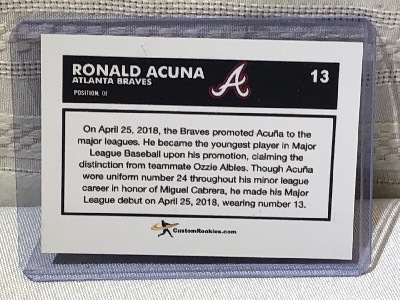 RONALD ACUNA
ATLANTA BRAVES
POSITION: OF
13
On April 25, 2018, the Braves promoted Acuña to the
major leagues. He became the youngest player in Major
League Baseball upon his promotion, claiming the
distinction from teammate Ozzie Albies. Though Acuña
wore uniform number 24 throughout his minor league
career in honor of Miguel Cabrera, he made his Major
League debut on April 25, 2018, wearing number 13.
CustomRookies.com